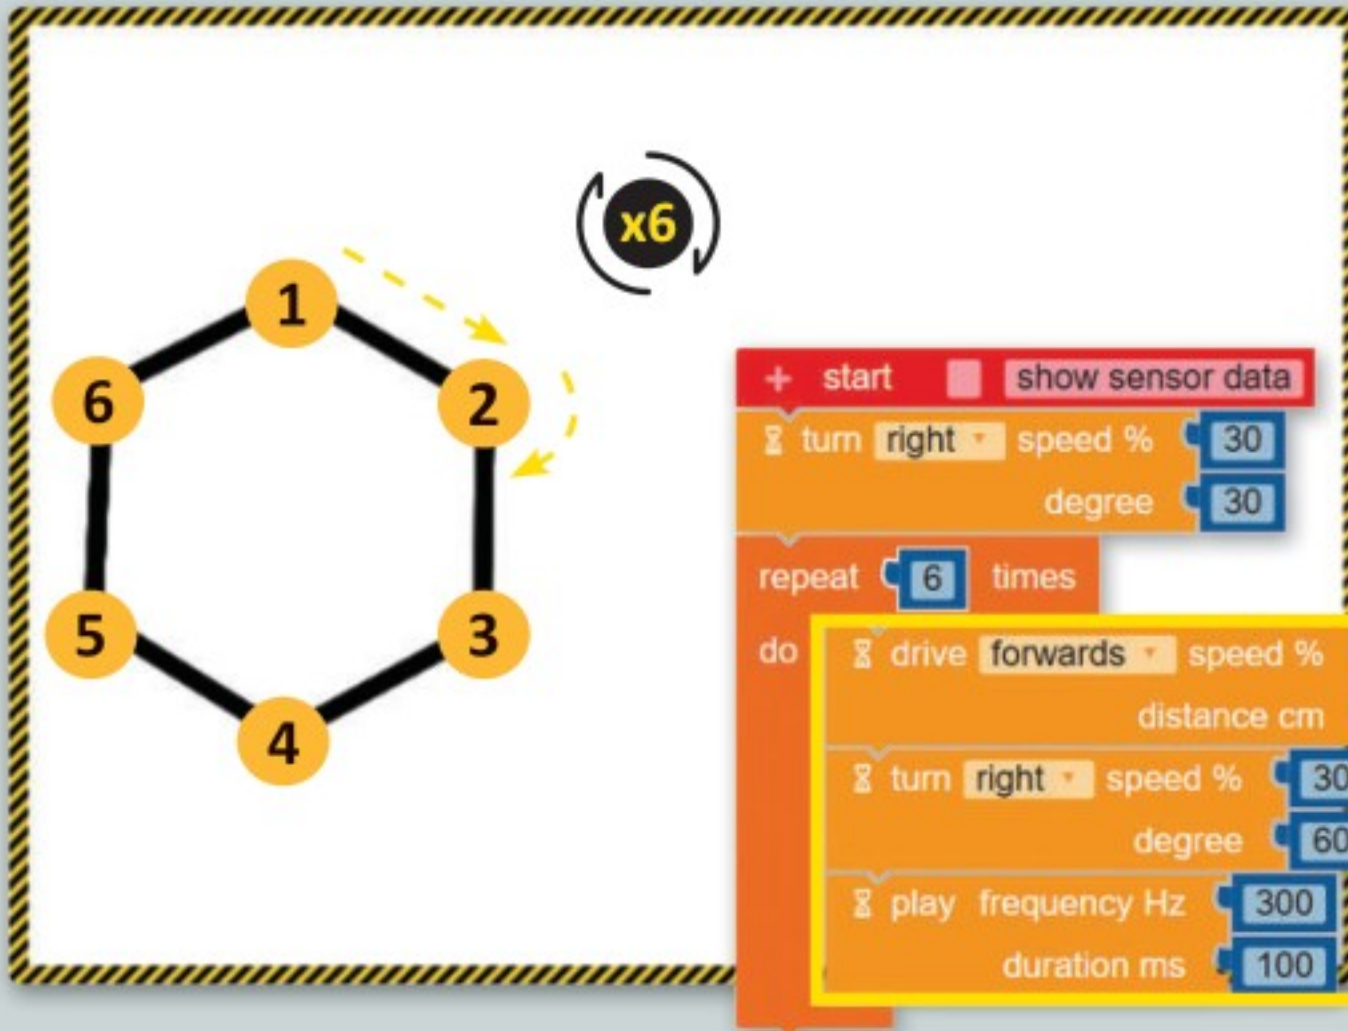 x6
1
2
3
4
5
6
+ start show sensor data
turn right speed % 30
degree 30
repeat 6 times
do drive forwards speed %
distance cm
turn right speed % 30
degree 60
play frequency Hz 300
duration ms 100